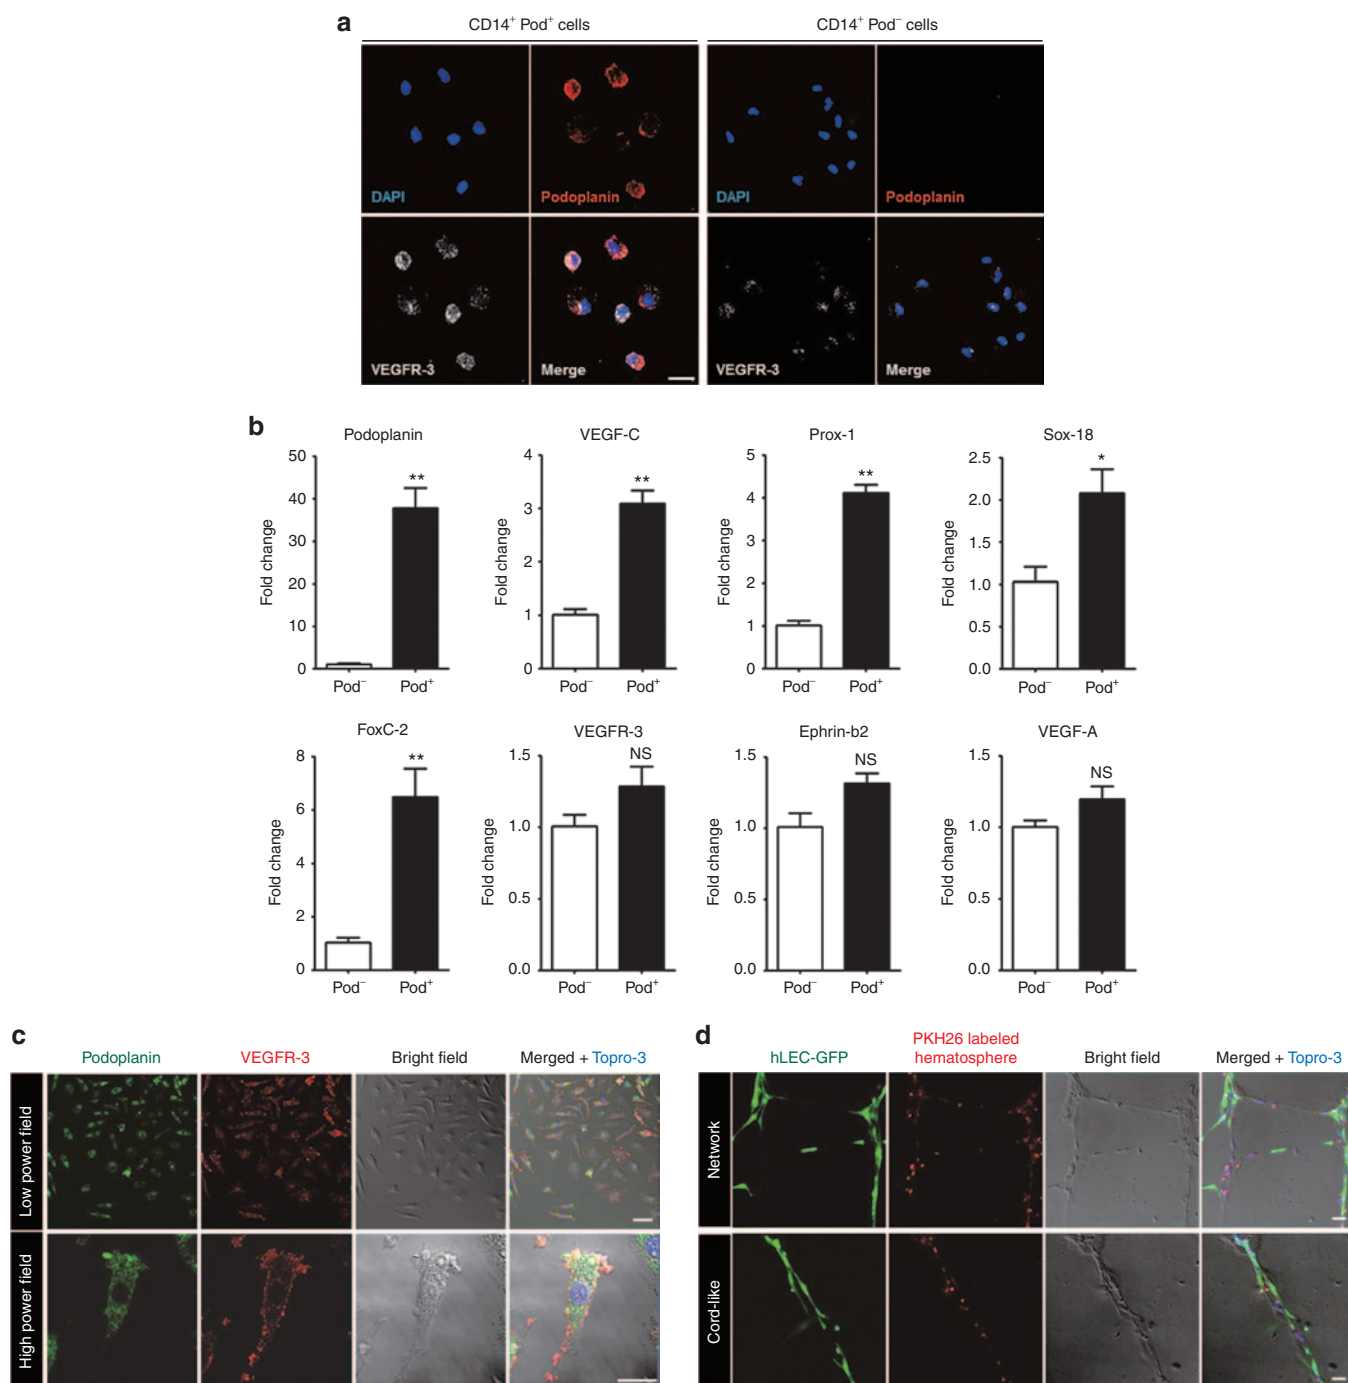 a
CD14⁺ Pod⁺ cells
CD14⁺ Pod⁻ cells
DAPI
Podoplanin
DAPI
Podoplanin
VEGFR-3
Merge
VEGFR-3
Merge
b
Podoplanin
Fold change
50
40
30
20
10
0
**
Pod⁻
Pod⁺
VEGF-C
Fold change
4
3
2
1
0
**
Pod⁻
Pod⁺
Prox-1
Fold change
5
4
3
2
1
0
**
Pod⁻
Pod⁺
Sox-18
Fold change
2.5
2.0
1.5
1.0
0.5
0.0
*
Pod⁻
Pod⁺
FoxC-2
Fold change
8
6
4
2
0
**
Pod⁻
Pod⁺
VEGFR-3
Fold change
1.5
1.0
0.5
0.0
NS
Pod⁻
Pod⁺
Ephrin-b2
Fold change
1.5
1.0
0.5
0.0
NS
Pod⁻
Pod⁺
VEGF-A
Fold change
1.5
1.0
0.5
0.0
NS
Pod⁻
Pod⁺
c
Podoplanin
VEGFR-3
Bright field
Merged + Topro-3
Low power field
High power field
d
hLEC-GFP
PKH26 labeled
hematosphere
Bright field
Merged + Topro-3
Network
Cord-like